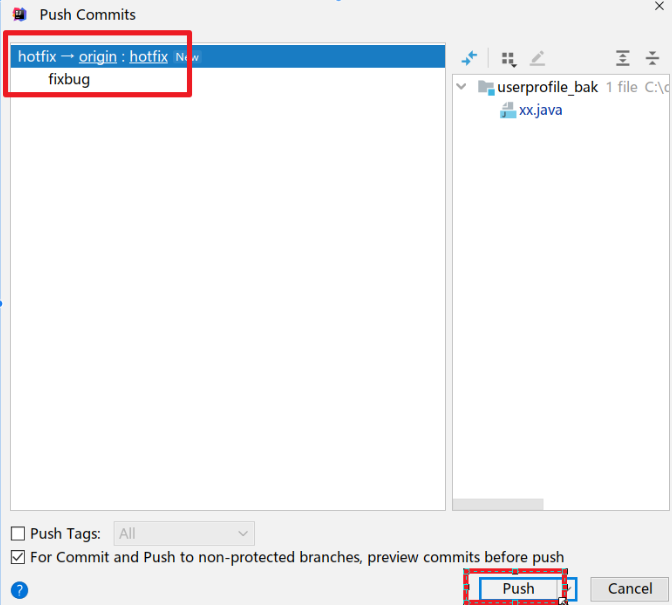 Push Commits
hotfix → origin : hotfix New
fixbug
userprofile_bak 1 file C:\
xx.java
Push Tags: All
For Commit and Push to non-protected branches, preview commits before push
? Push Cancel